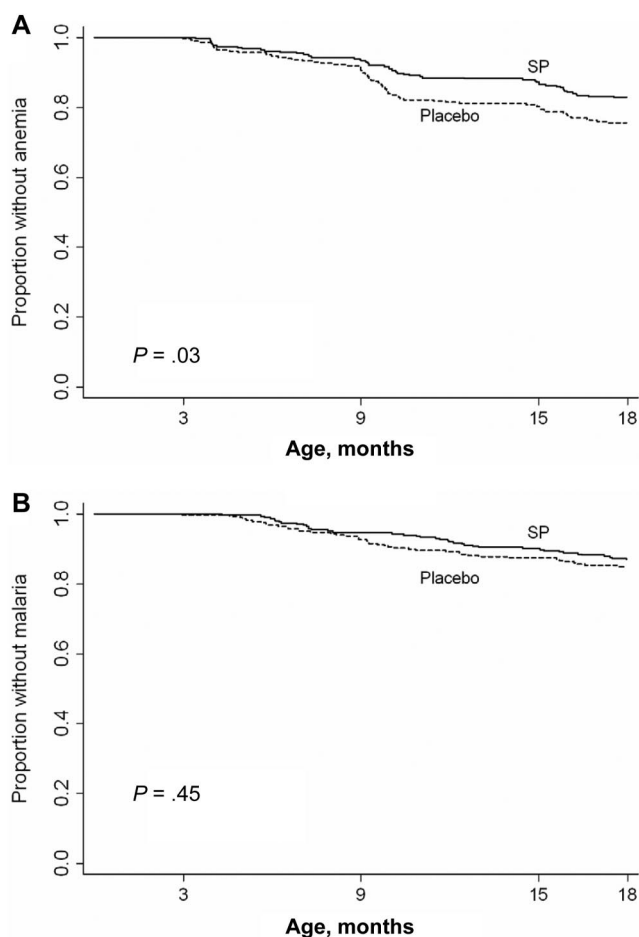 A
Proportion without anemia
1.0
0.8
0.6
0.4
0.2
0.0
SP
Placebo
P = .03
3
9
15
18
Age, months
B
Proportion without malaria
1.0
0.8
0.6
0.4
0.2
0.0
SP
Placebo
P = .45
3
9
15
18
Age, months